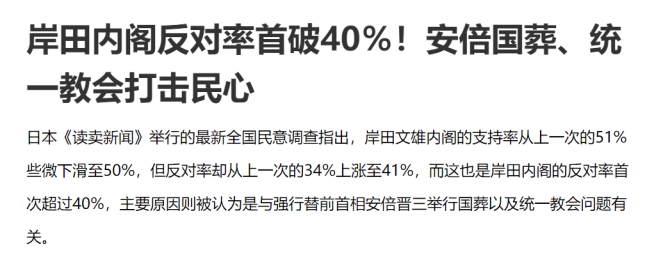 岸田内阁反对率首破40%！安倍国葬、统
一教会打击民心
日本《读卖新闻》举行的最新全国民意调查指出，岸田文雄内阁的支持率从上一次的51%
些微下滑至50%，但反对率却从上一次的34%上涨至41%，而这也是岸田内阁的反对率首
次超过40%，主要原因则被认为是与强行替前首相安倍晋三举行国葬以及统一教会问题有
关。